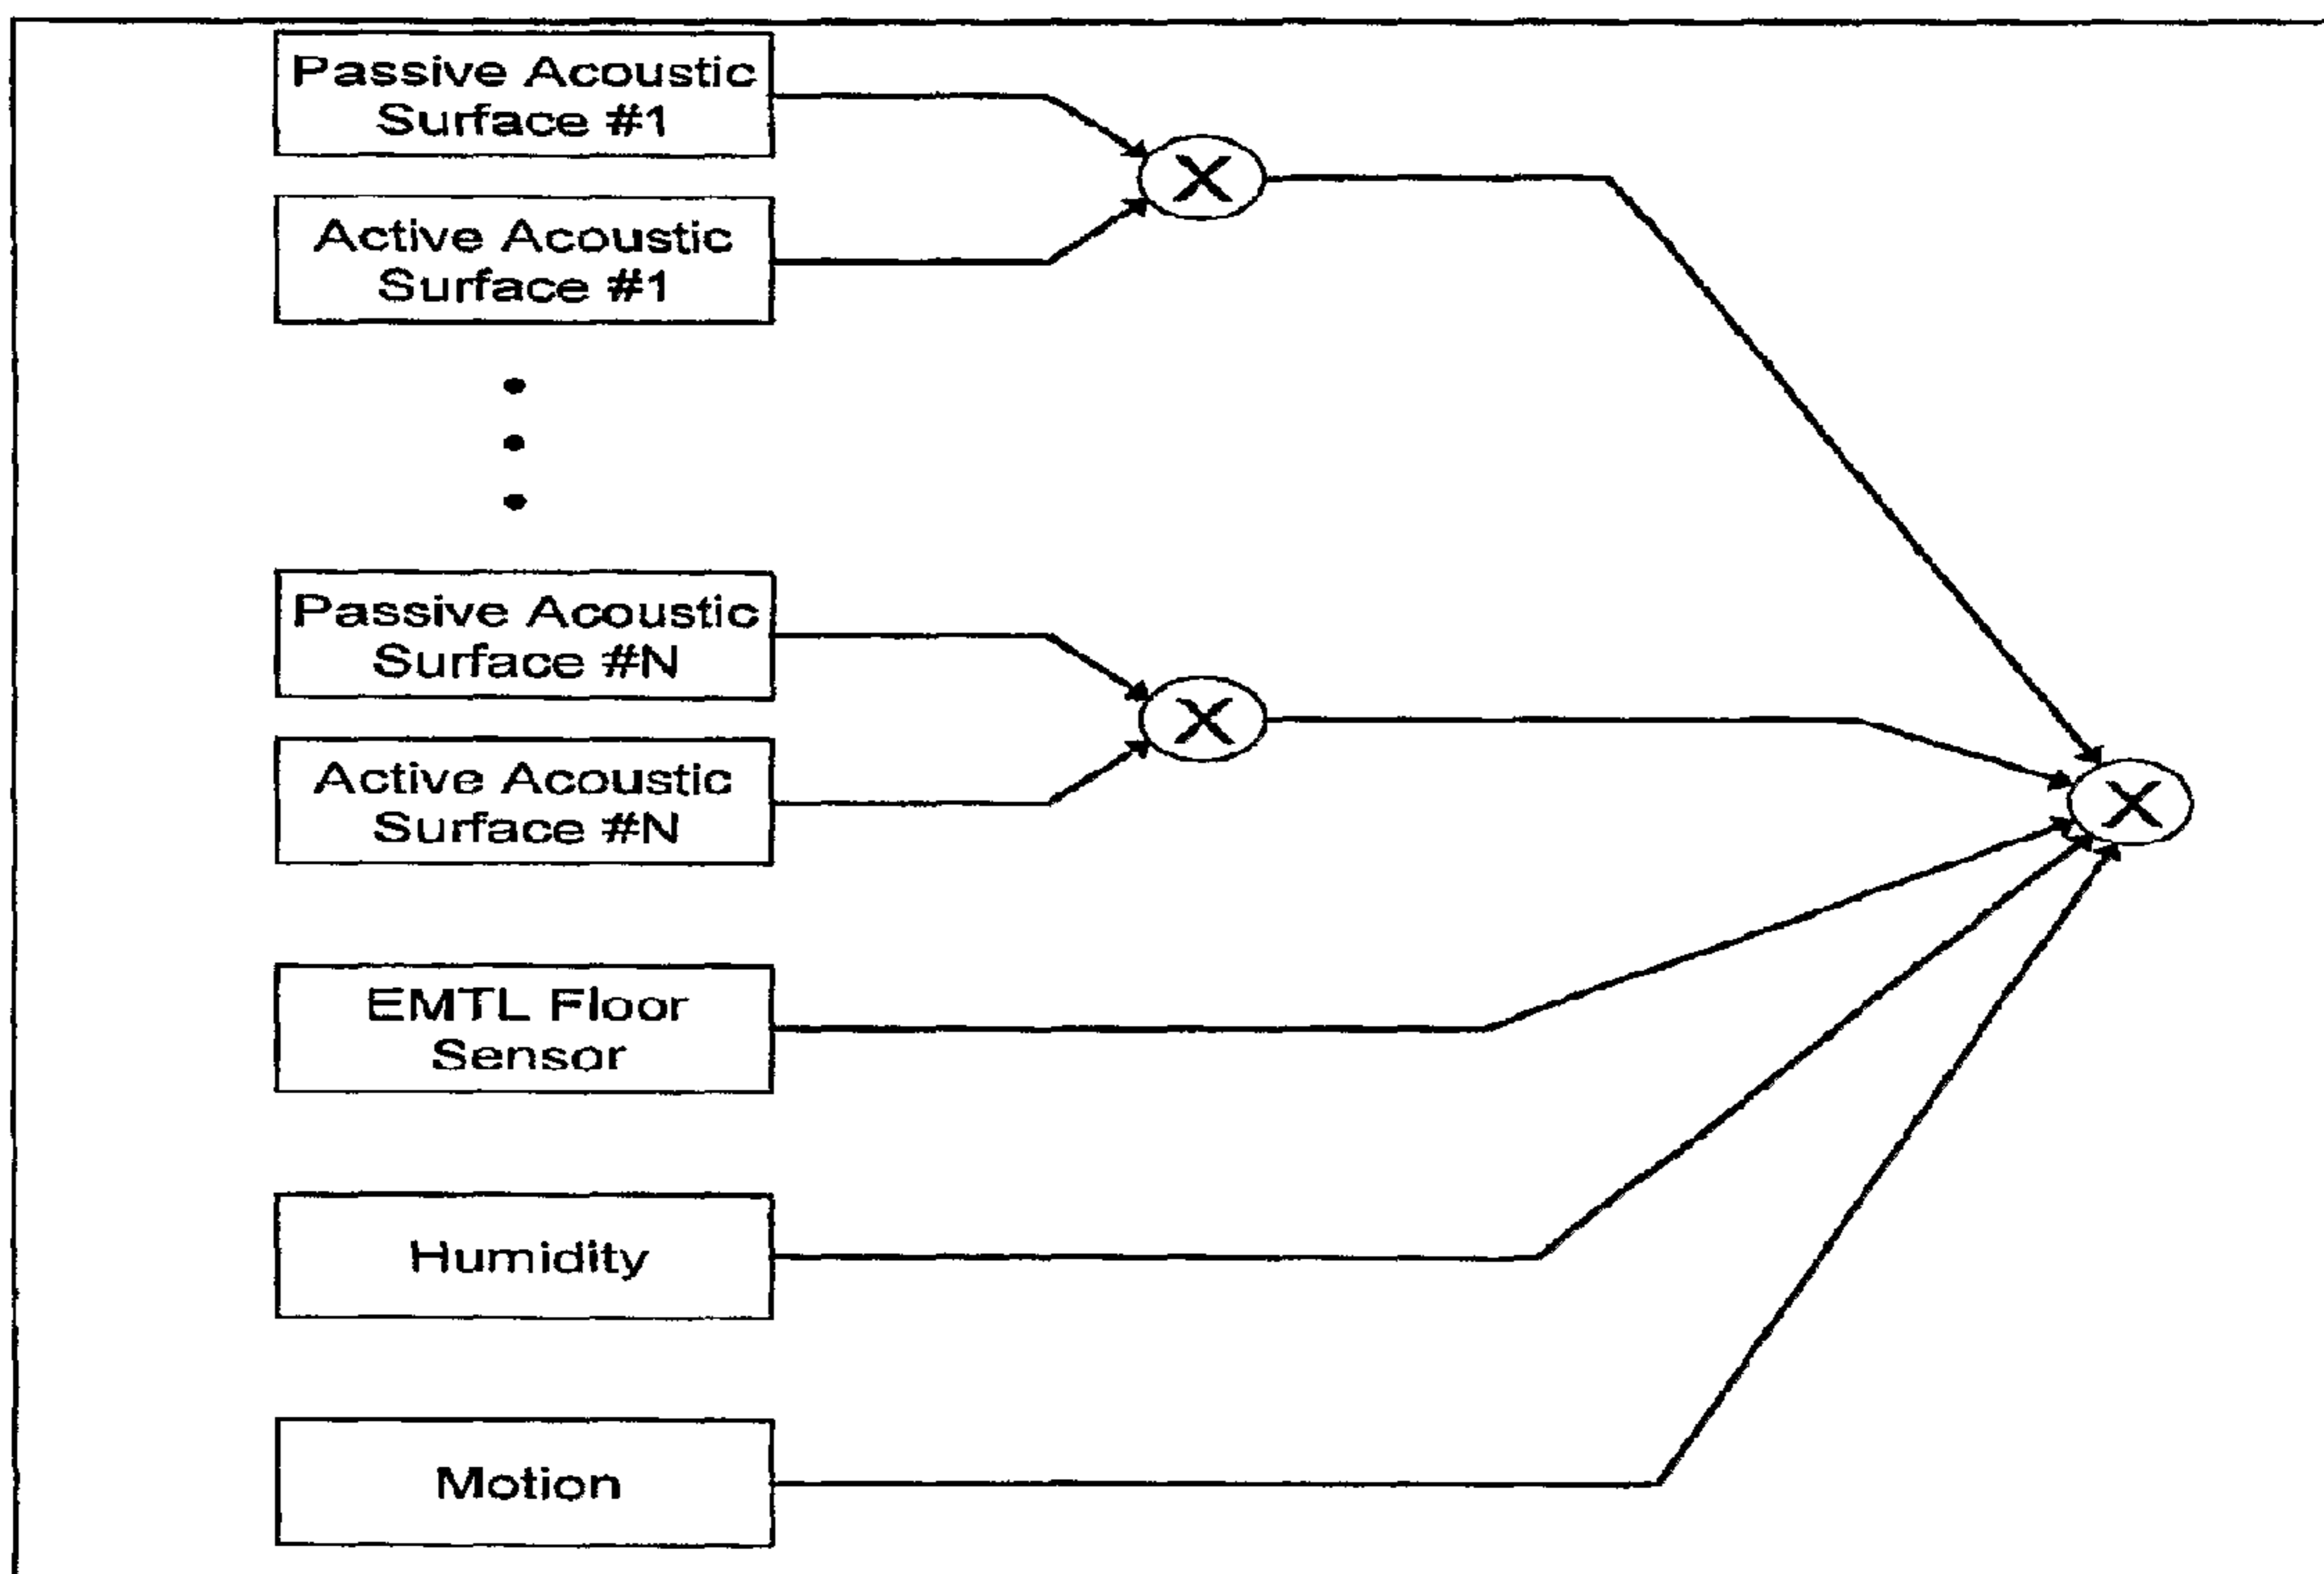 Passive Acoustic
Surface #1
X
Active Acoustic
Surface #1
Passive Acoustic
Surface #N
X
Active Acoustic
Surface #N
X
EMTL Floor
Sensor
Humidity
Motion